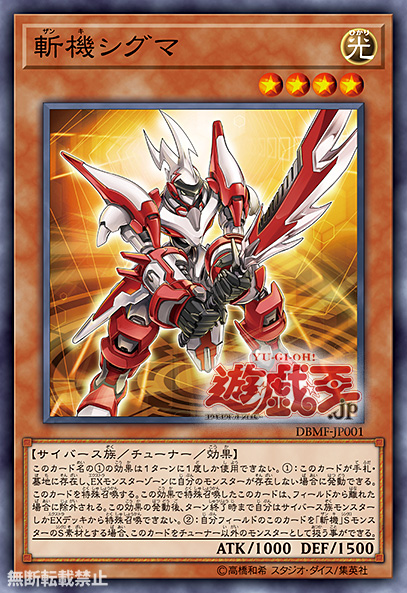 斬機シグマ
光
YU-GI-OH!
遊戯王.JP
DBMF-JP001
【サイバース族／チューナー／効果】
このカード名の①の効果は1ターンに1度しか使用できない。①：このカードが手札・
墓地に存在し、EXモンスターゾーンに自分のモンスターが存在しない場合に発動できる。
このカードを特殊召喚する。この効果で特殊召喚したこのカードは、フィールドから離れた
場合に除外される。この効果の発動後、ターン終了時まで自分はサイバース族モンスター
しかEXデッキから特殊召喚できない。②：自分フィールドのこのカードを「斬機」Sモンス
ターのS素材とする場合、このカードをチューナー以外のモンスターとして扱う事ができる。
ATK/1000 DEF/1500
無断転載禁止
©高橋和希 スタジオ・ダイス/集英社